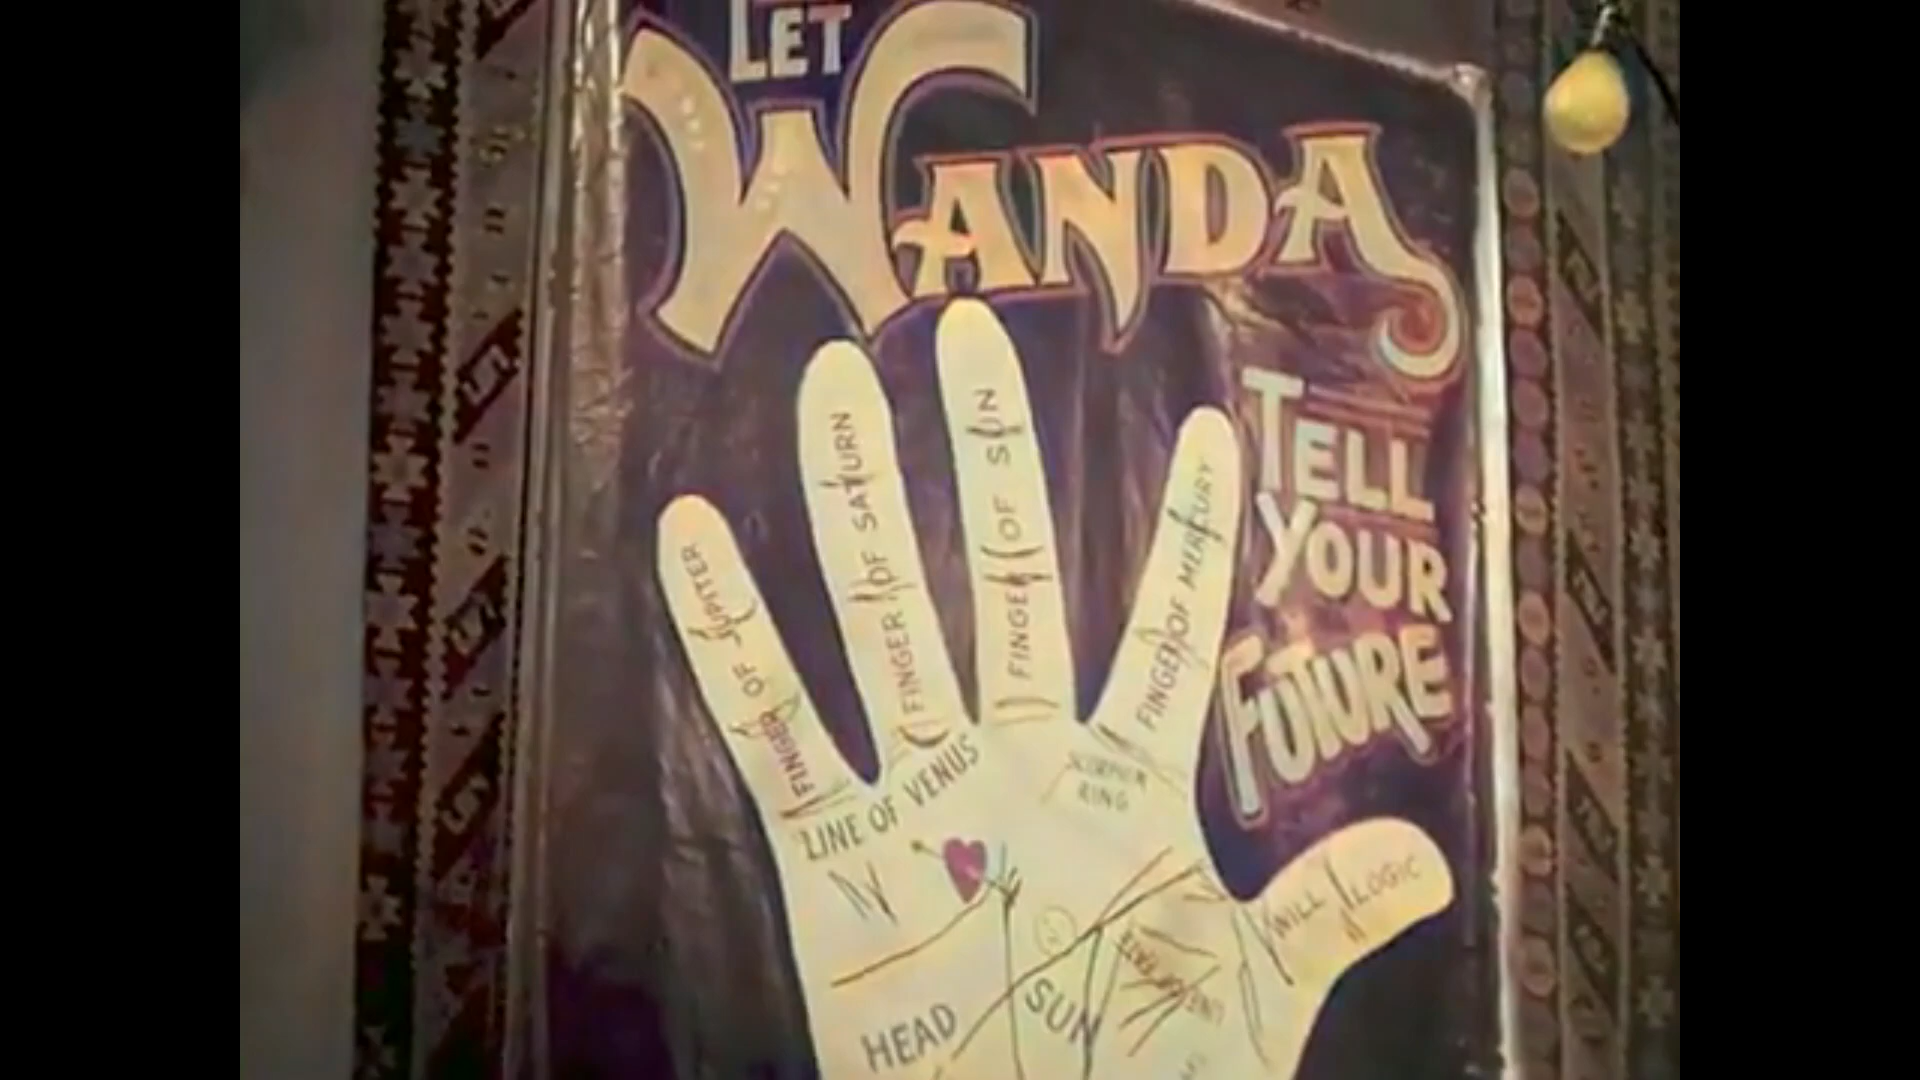 LET
WANDA
TELL
YOUR
FUTURE
FINGER OF JUPITER
FINGER OF SATURN
FINGER OF SUN
FINGER OF MERCURY
LINE OF VENUS
RING
WILL
LOGIC
HEAD
SUN